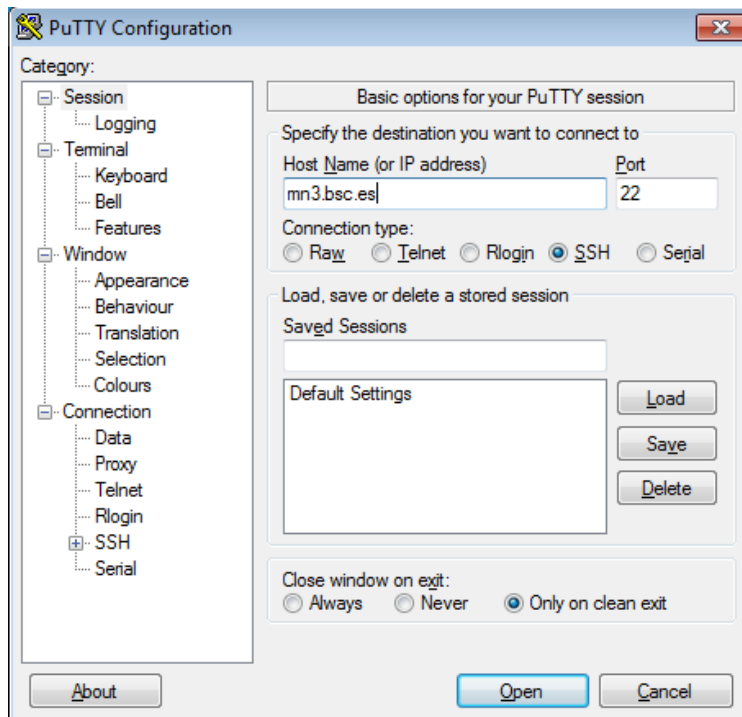 PuTTY Configuration
Category:
Session
Logging
Terminal
Keyboard
Bell
Features
Window
Appearance
Behaviour
Translation
Selection
Colours
Connection
Data
Proxy
Telnet
Rlogin
SSH
Serial
Basic options for your PuTTY session
Specify the destination you want to connect to
Host Name (or IP address) Port
mn3.bsc.es 22
Connection type:
Raw Telnet Rlogin SSH Serial
Load, save or delete a stored session
Saved Sessions
Default Settings
Load
Save
Delete
Close window on exit:
Always Never Only on clean exit
About Open Cancel